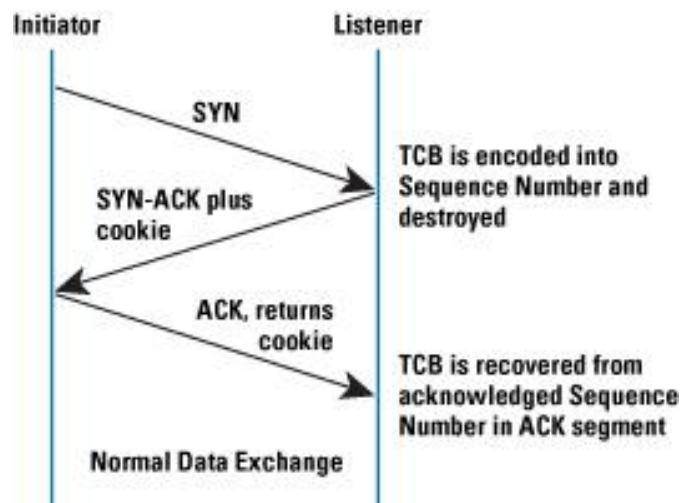 Initiator
Listener
SYN
TCB is encoded into
Sequence Number and
destroyed
SYN-ACK plus
cookie
ACK, returns
cookie
TCB is recovered from
acknowledged Sequence
Number in ACK segment
Normal Data Exchange